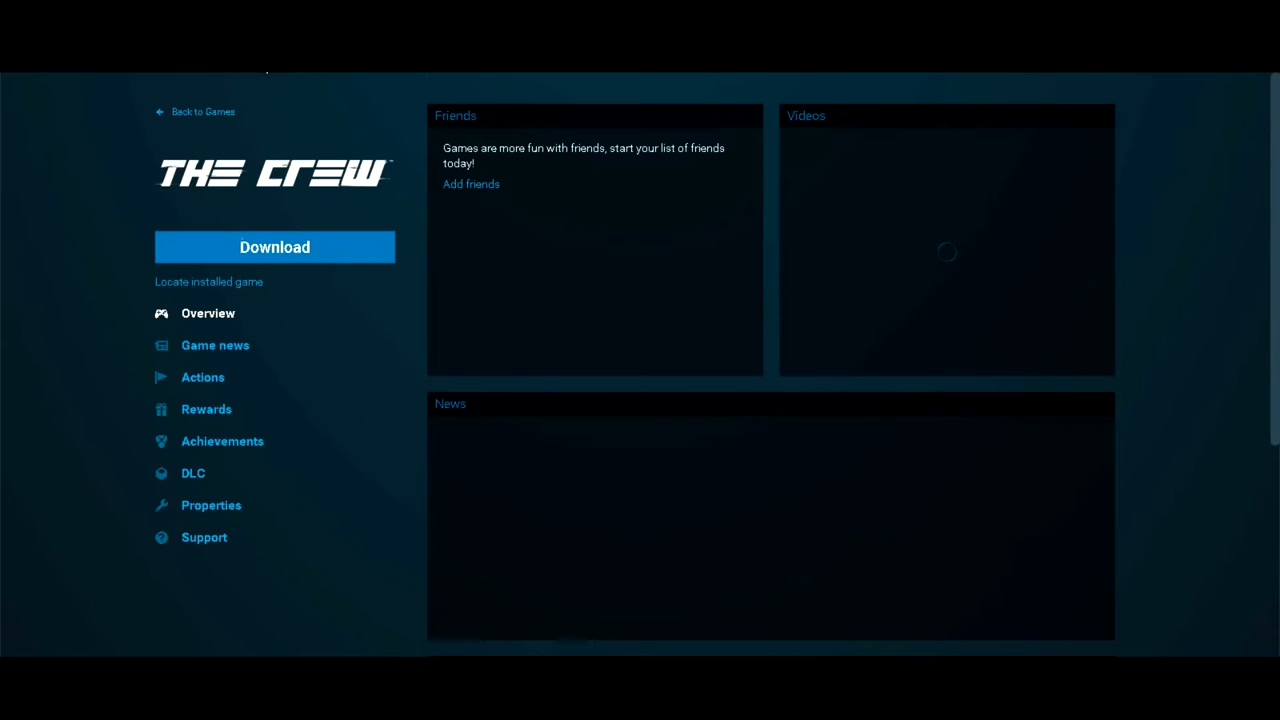 Back to Games
THE CREW
Download
Locate installed game
Overview
Game news
Actions
Rewards
Achievements
DLC
Properties
Support
Friends
Games are more fun with friends, start your list of friends
today!
Add friends
Videos
News